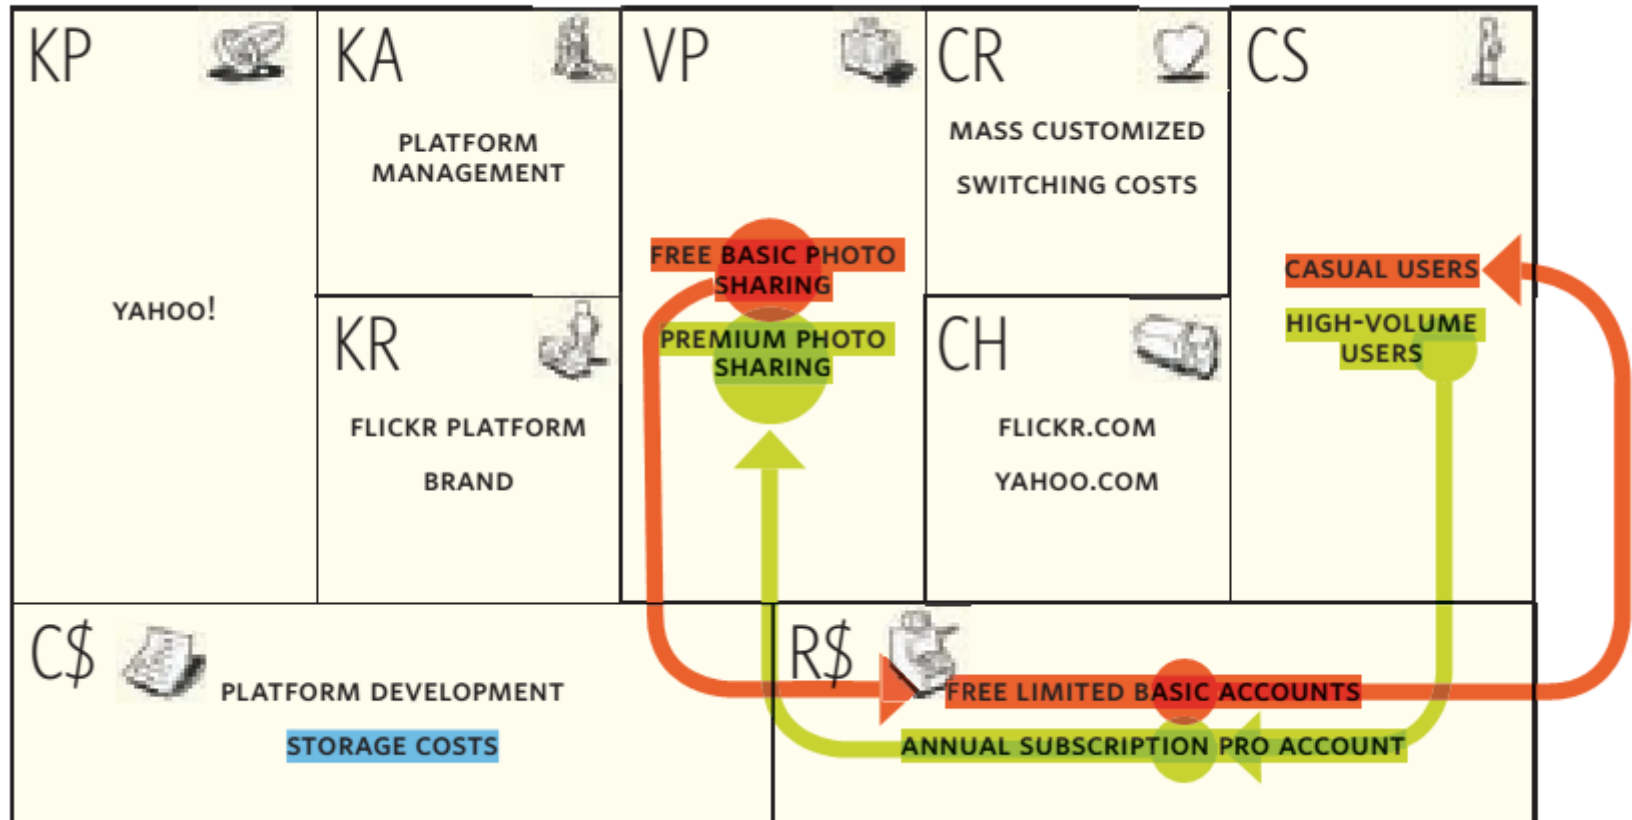 KP
YAHOO!
KA
PLATFORM
MANAGEMENT
KR
FLICKR PLATFORM
BRAND
VP
FREE BASIC PHOTO
SHARING
PREMIUM PHOTO
SHARING
CR
MASS CUSTOMIZED
SWITCHING COSTS
CH
FLICKR.COM
YAHOO.COM
CS
CASUAL USERS
HIGH-VOLUME
USERS
C$
PLATFORM DEVELOPMENT
STORAGE COSTS
R$
FREE LIMITED BASIC ACCOUNTS
ANNUAL SUBSCRIPTION PRO ACCOUNT